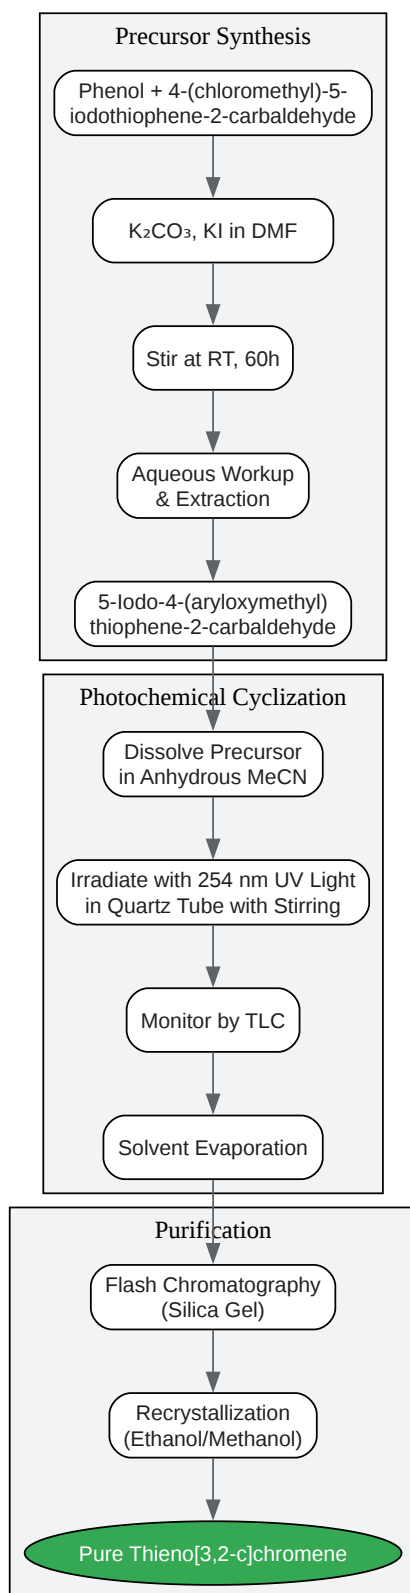 Precursor Synthesis
Phenol + 4-(chloromethyl)-5-
iodothiophene-2-carbaldehyde
K₂CO₃, KI in DMF
Stir at RT, 60h
Aqueous Workup
& Extraction
5-Iodo-4-(aryloxymethyl)
thiophene-2-carbaldehyde
Photochemical Cyclization
Dissolve Precursor
in Anhydrous MeCN
Irradiate with 254 nm UV Light
in Quartz Tube with Stirring
Monitor by TLC
Solvent Evaporation
Purification
Flash Chromatography
(Silica Gel)
Recrystallization
(Ethanol/Methanol)
Pure Thieno[3,2-c]chromene